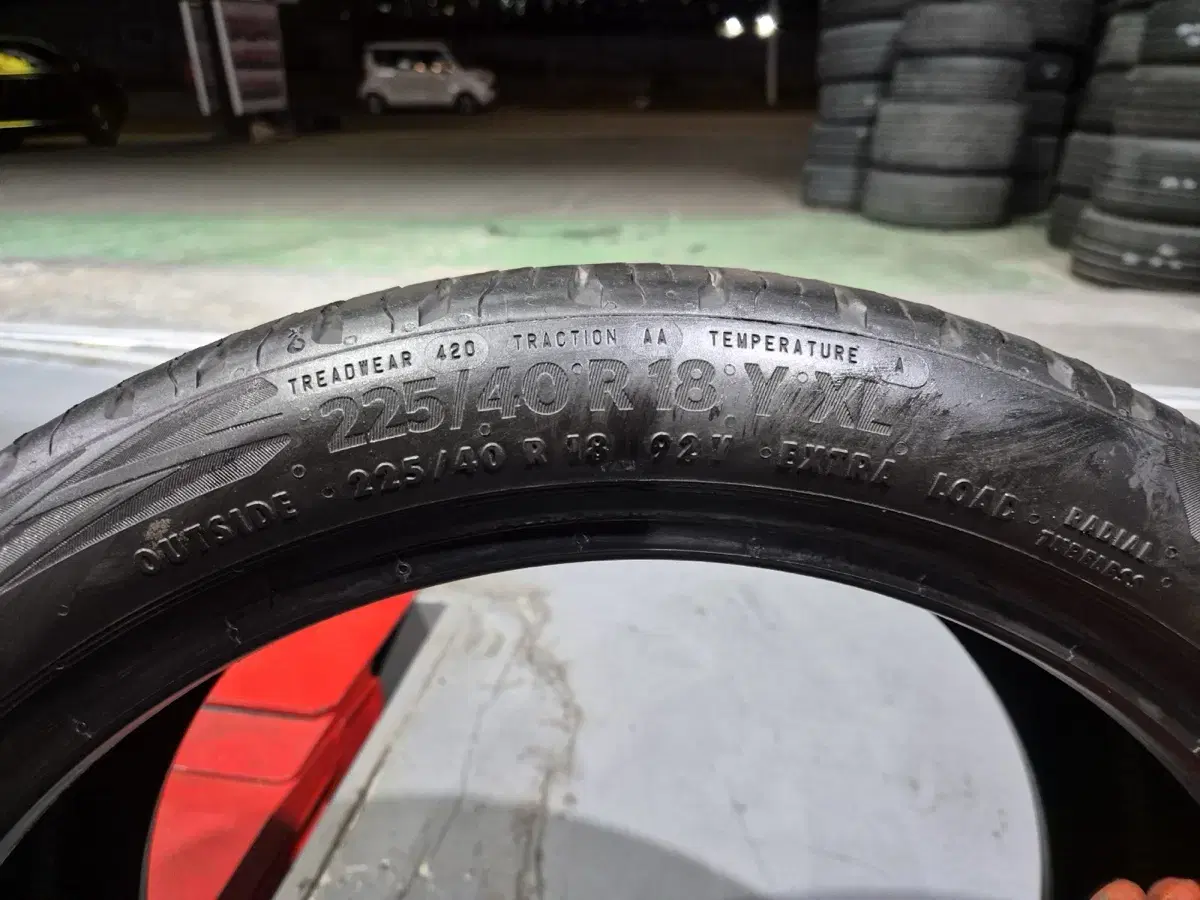 TREADWEAR 420 TRACTION AA TEMPERATURE A
225/40 R 18 Y XL
OUTSIDE 225/40 R 18 92Y EXTRA LOAD RADIAL
TUBELESS